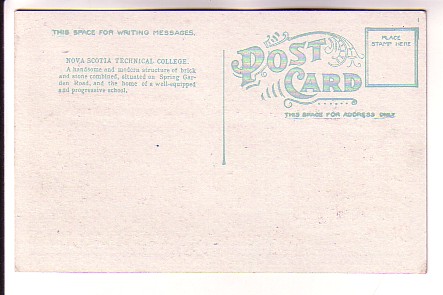 THIS SPACE FOR WRITING MESSAGES.
NOVA SCOTIA TECHNICAL COLLEGE.
A handsome and modern structure of brick
and stone combined, situated on Spring Gar-
den Road, and the home of a well-equipped
and progressive school.
POST
CARD
THIS SPACE FOR ADDRESS ONLY
PLACE
STAMP HERE